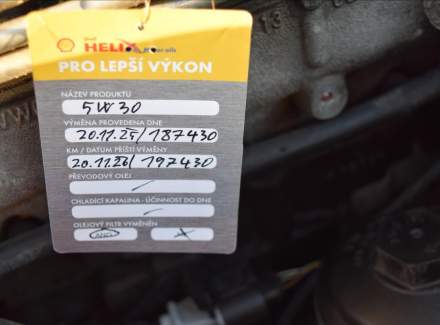 Shell
HELIX
PRO LEPŠÍ VÝKON
NÁZEV PRODUKTU
5W30
VÝMĚNA PROVEDENA DNE
20.11.25/187430
KM / DATUM PŘÍŠTÍ VÝMĚNY
20.11.26/197430
PŘEVODOVÝ OLEJ
CHLADÍCÍ KAPALINA - ÚČINNOST DO DNE
OLEJOVÝ FILTR VYMĚNĚN
ANO